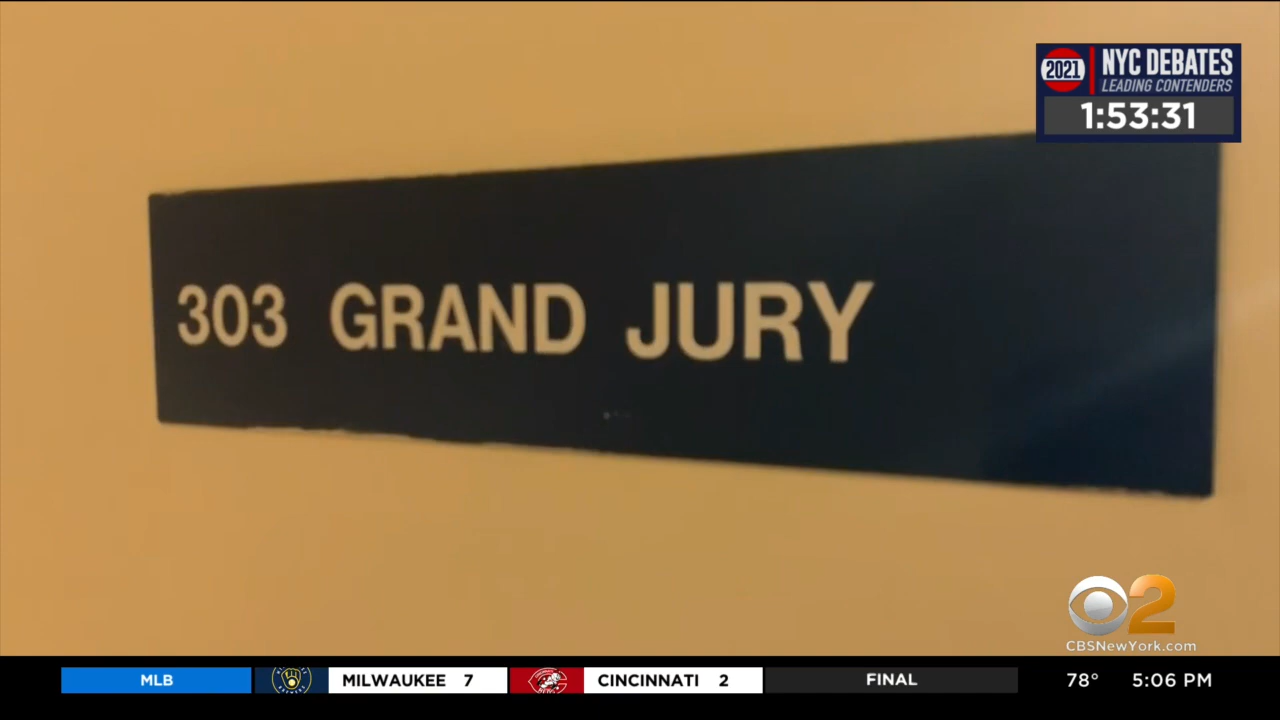 2021 NYC DEBATES
LEADING CONTENDERS
1:53:31
303 GRAND JURY
2
CBSNewYork.com
MLB MILWAUKEE 7 CINCINNATI 2 FINAL 78° 5:06 PM